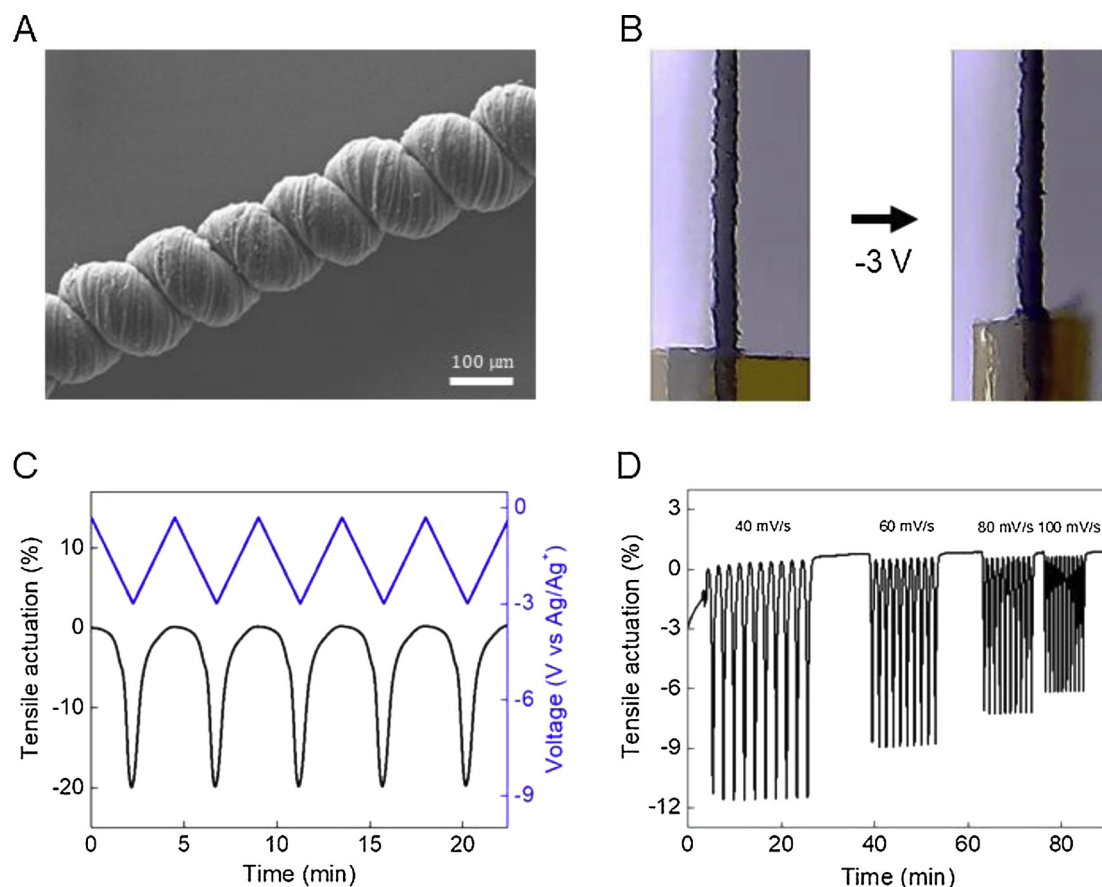 A
100 μm
B
-3 V
C
10
0
-10
-20
Tensile actuation (%)
0
-3
-6
-9
Voltage (V vs Ag/Ag⁺)
0
5
10
15
20
Time (min)
D
3
0
-3
-6
-9
-12
Tensile actuation (%)
40 mV/s
60 mV/s
80 mV/s
100 mV/s
0
20
40
60
80
Time (min)